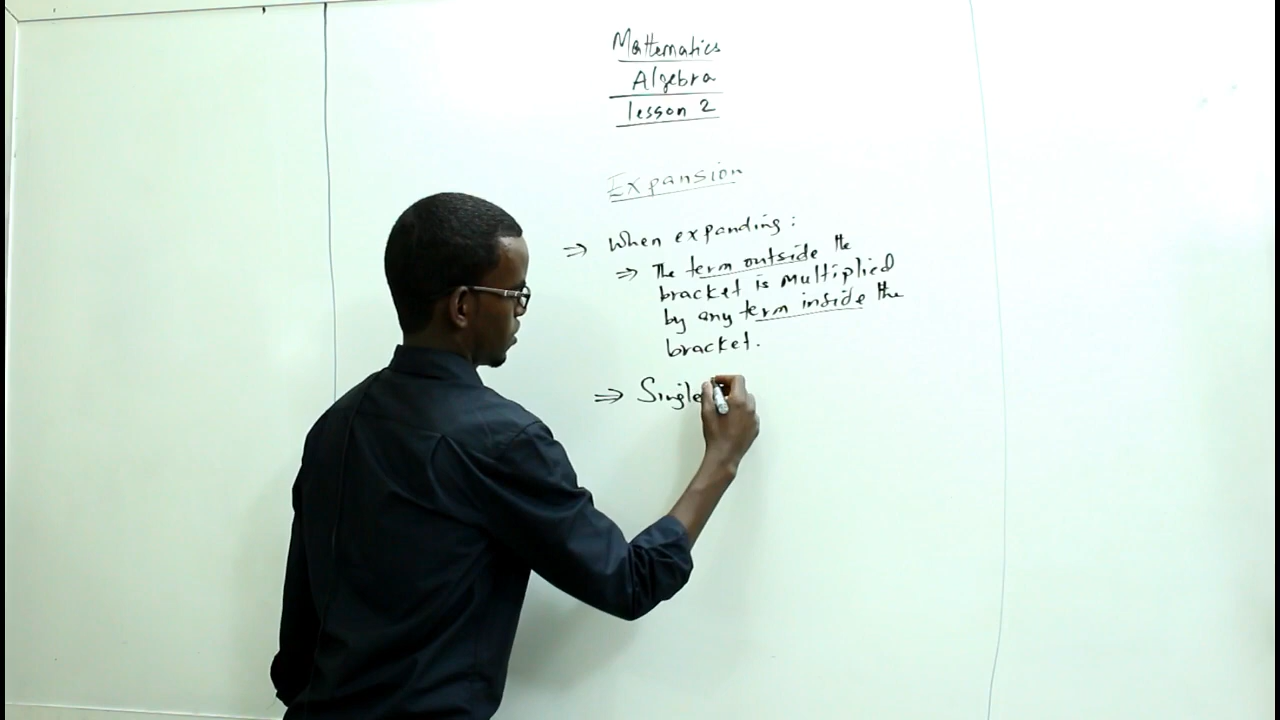 Mathematics
Algebra
lesson 2
Expansion
⇒ When expanding:
⇒ The term outside the
bracket is multiplied
by any term inside the
bracket.
⇒ Single